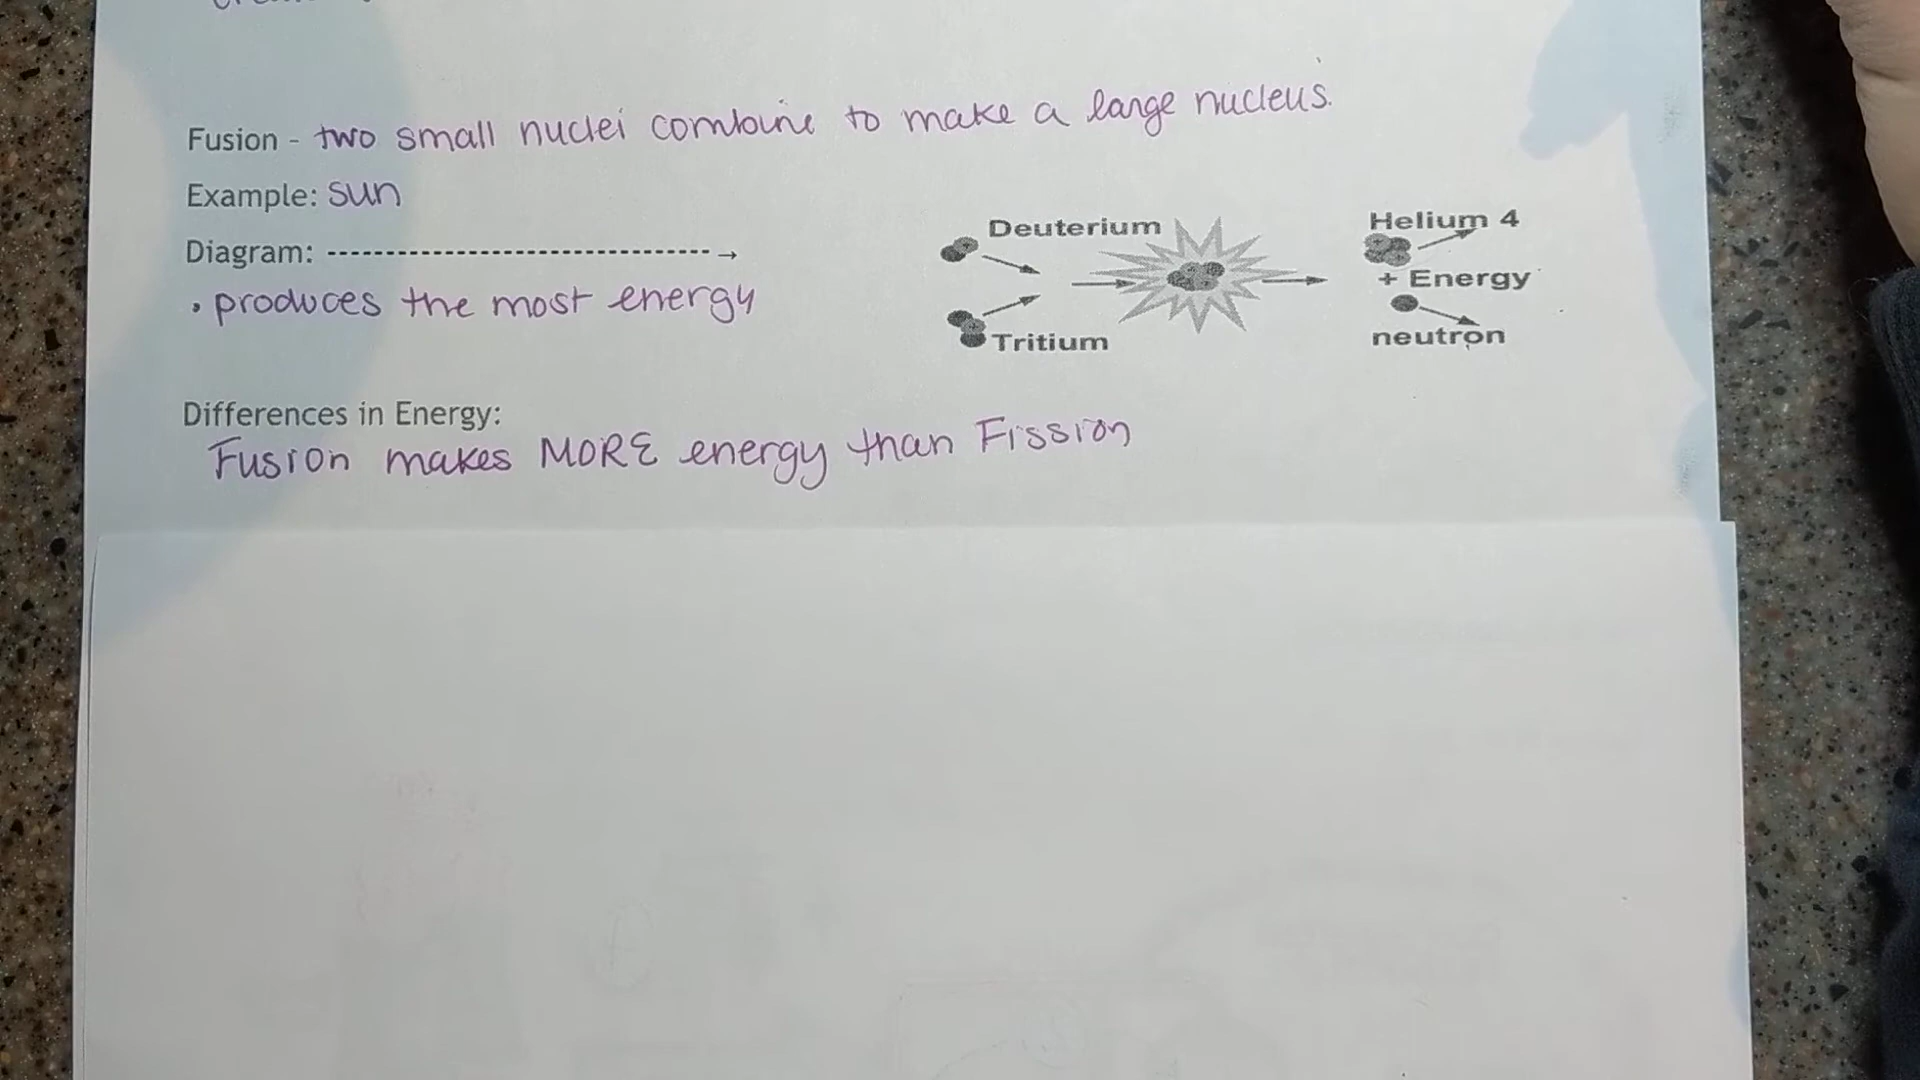 Fusion - two small nuclei combine to make a large nucleus.
Example: sun
Diagram: ---------------------------------→
• produces the most energy
Deuterium
Tritium
Helium 4
+ Energy
neutron
Differences in Energy:
Fusion makes MORE energy than Fission